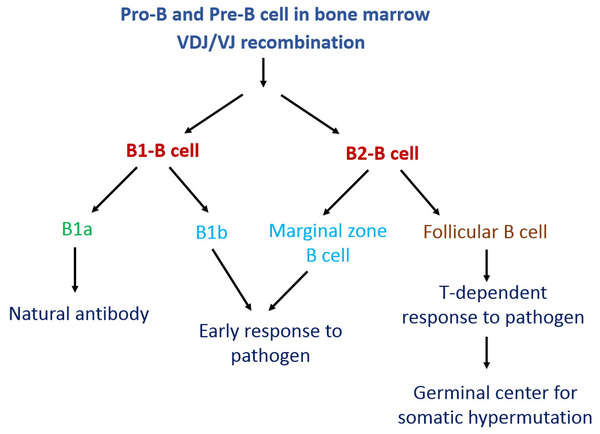 Pro-B and Pre-B cell in bone marrow
VDJ/VJ recombination
B1-B cell
B2-B cell
B1a
B1b
Marginal zone
B cell
Follicular B cell
Natural antibody
Early response to
pathogen
T-dependent
response to pathogen
Germinal center for
somatic hypermutation